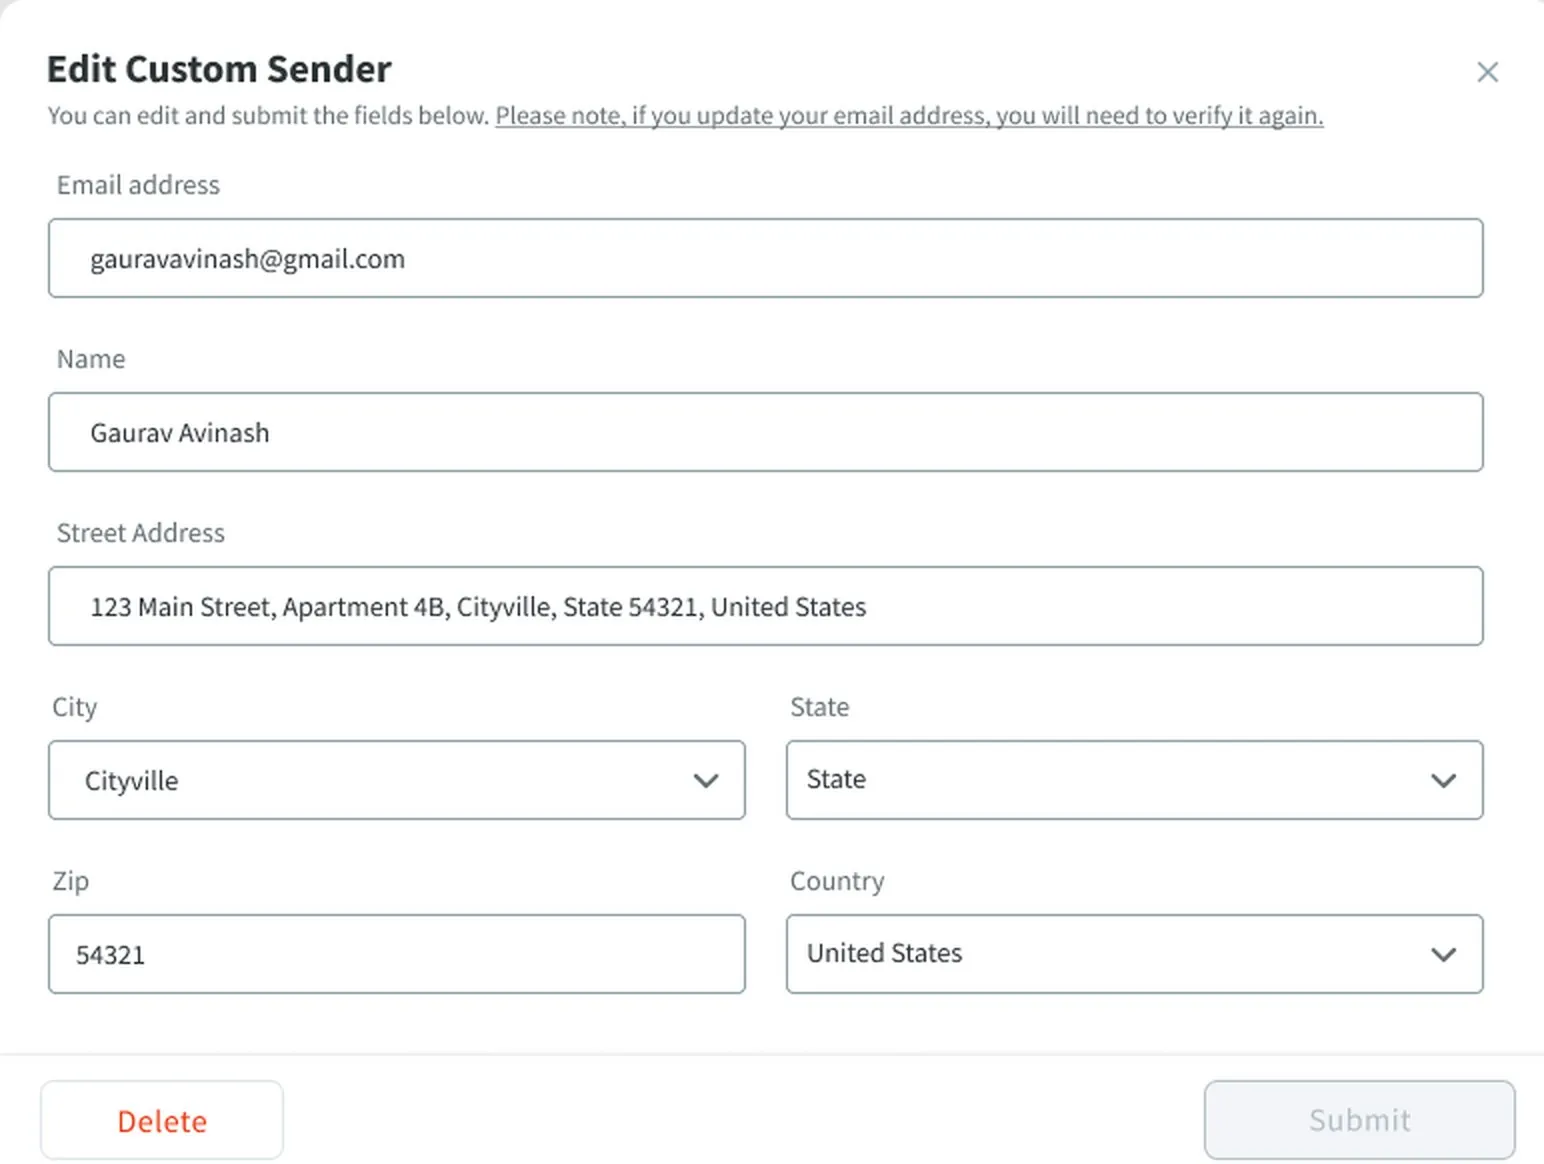 Edit Custom Sender
You can edit and submit the fields below. Please note, if you update your email address, you will need to verify it again.
Email address
gauravavinash@gmail.com
Name
Gaurav Avinash
Street Address
123 Main Street, Apartment 4B, Cityville, State 54321, United States
City
State
Cityville
State
Zip
Country
54321
United States
Delete
Submit